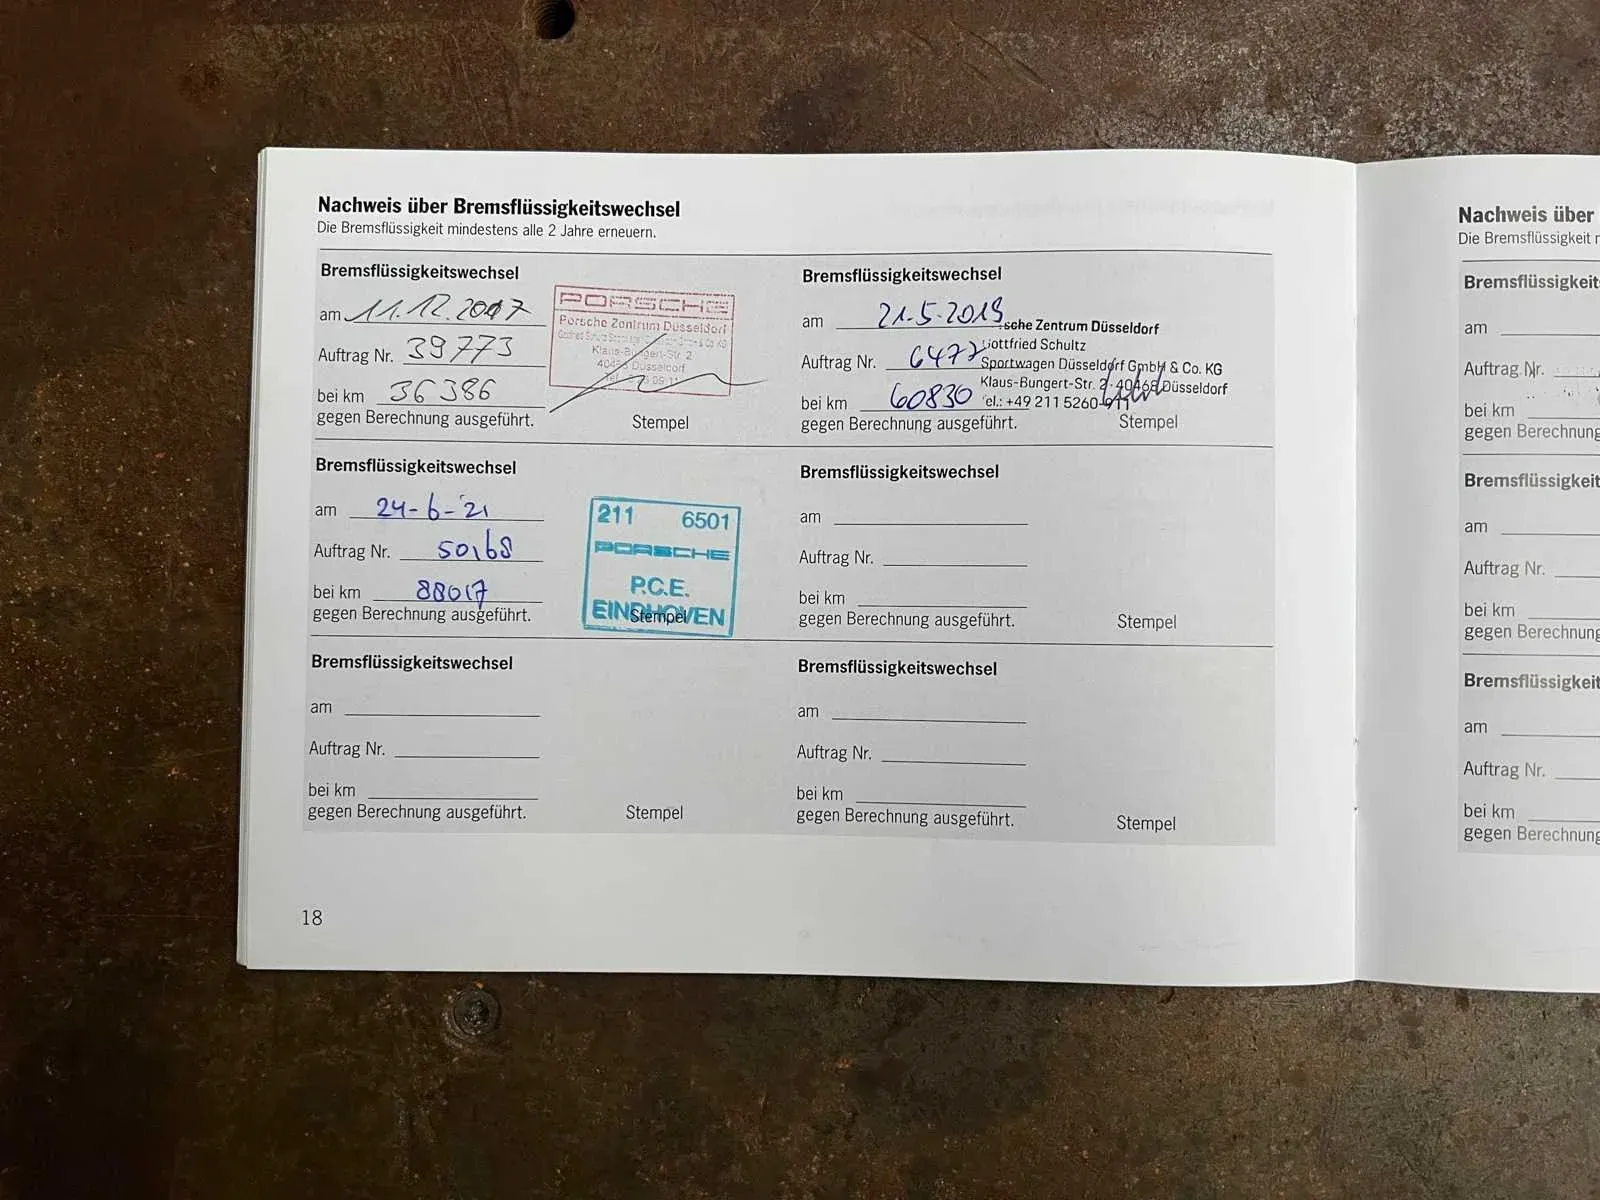 Nachweis über Bremsflüssigkeitswechsel
Die Bremsflüssigkeit mindestens alle 2 Jahre erneuern.
Bremsflüssigkeitswechsel
am 11.12.2017
Auftrag Nr. 39773
bei km 36386
gegen Berechnung ausgeführt.
PORSCHE
Porsche Zentrum Düsseldorf
Klaus-Bungert-Str. 2
Düsseldorf
Stempel
Bremsflüssigkeitswechsel
am 21.5.2019
Auftrag Nr. 6472
bei km 60830
gegen Berechnung ausgeführt.
sche Zentrum Düsseldorf
Gottfried Schultz
Sportwagen Düsseldorf GmbH & Co. KG
Klaus-Bungert-Str. 2 · 40468 Düsseldorf
el.: +49 211 5260-611
Stempel
Bremsflüssigkeitswechsel
am 24-6-'21
Auftrag Nr. 50168
bei km 88017
gegen Berechnung ausgeführt.
211 6501
PORSCHE
P.C.E.
EINDHOVEN
Stempel
Bremsflüssigkeitswechsel
am
Auftrag Nr.
bei km
gegen Berechnung ausgeführt.
Stempel
Bremsflüssigkeitswechsel
am
Auftrag Nr.
bei km
gegen Berechnung ausgeführt.
Stempel
Bremsflüssigkeitswechsel
am
Auftrag Nr.
bei km
gegen Berechnung ausgeführt.
Stempel
18
Nachweis über
Die Bremsflüssigkeit
Bremsflüssigkeits
am
Auftrag Nr.
bei km
gegen Berechnung
Bremsflüssigkeit
am
Auftrag Nr.
bei km
gegen Berechnung
Bremsflüssigkeit
am
Auftrag Nr.
bei km
gegen Berechnung